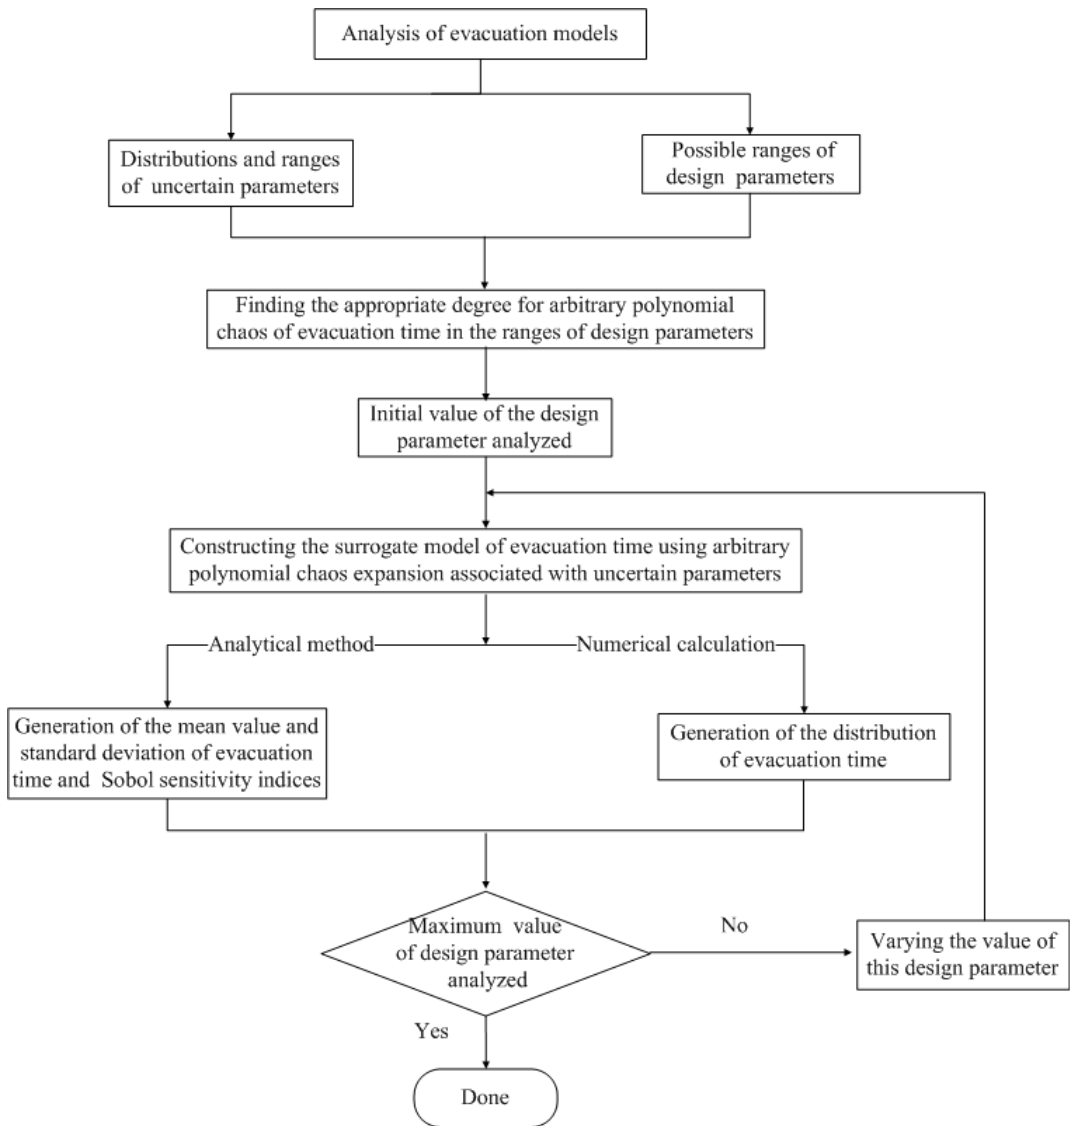 Analysis of evacuation models
Distributions and ranges
of uncertain parameters
Possible ranges of
design parameters
Finding the appropriate degree for arbitrary polynomial
chaos of evacuation time in the ranges of design parameters
Initial value of the design
parameter analyzed
Constructing the surrogate model of evacuation time using arbitrary
polynomial chaos expansion associated with uncertain parameters
Analytical method
Numerical calculation
Generation of the mean value and
standard deviation of evacuation
time and Sobol sensitivity indices
Generation of the distribution
of evacuation time
Maximum value
of design parameter
analyzed
No
Varying the value of
this design parameter
Yes
Done